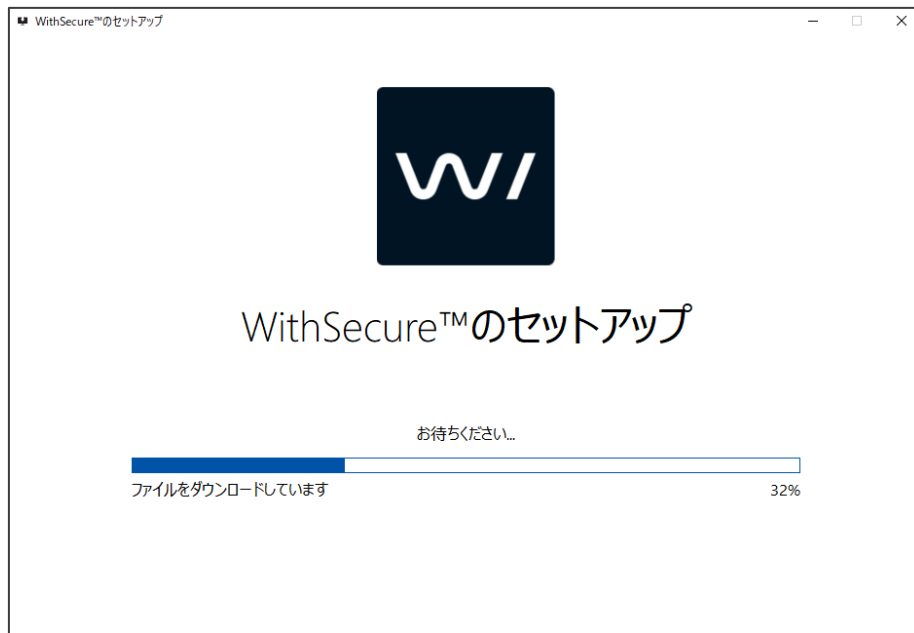 WithSecure™のセットアップ
WI
WithSecure™のセットアップ
お待ちください...
ファイルをダウンロードしています 32%